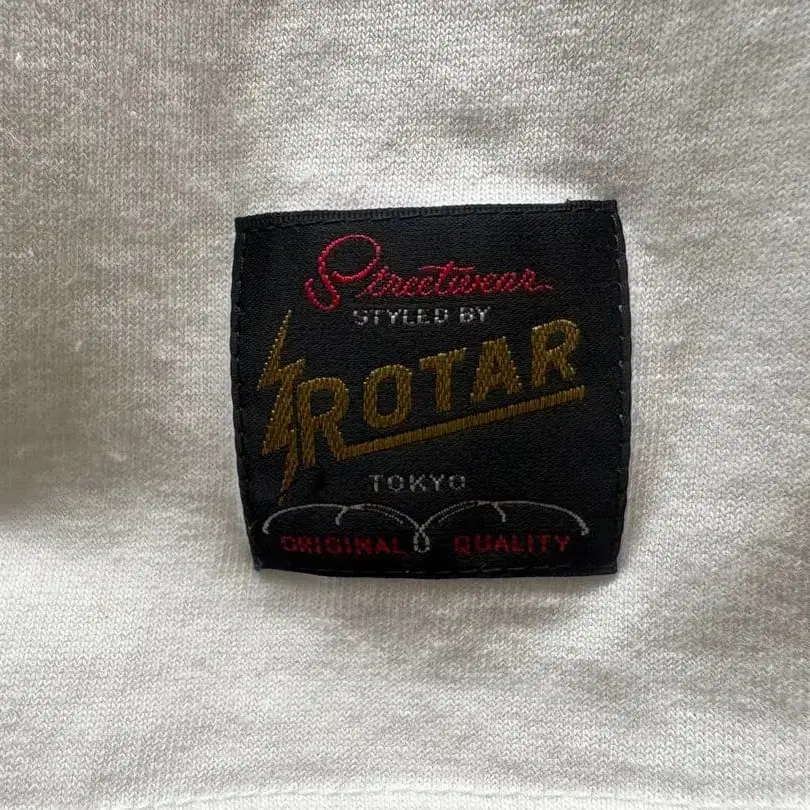 Streetwear
STYLED BY
ROTAR
TOKYO
ORIGINAL QUALITY